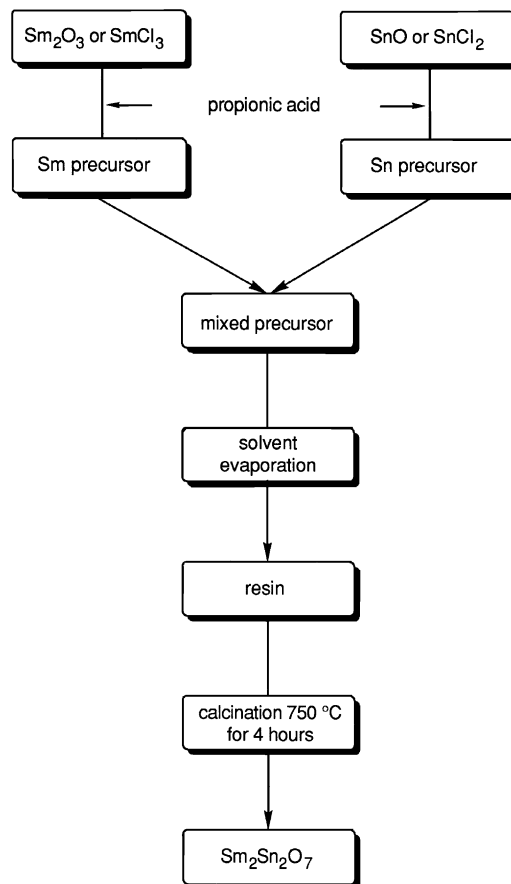 Sm₂O₃ or SmCl₃
SnO or SnCl₂
propionic acid
Sm precursor
Sn precursor
mixed precursor
solvent
evaporation
resin
calcination 750 °C
for 4 hours
Sm₂Sn₂O₇